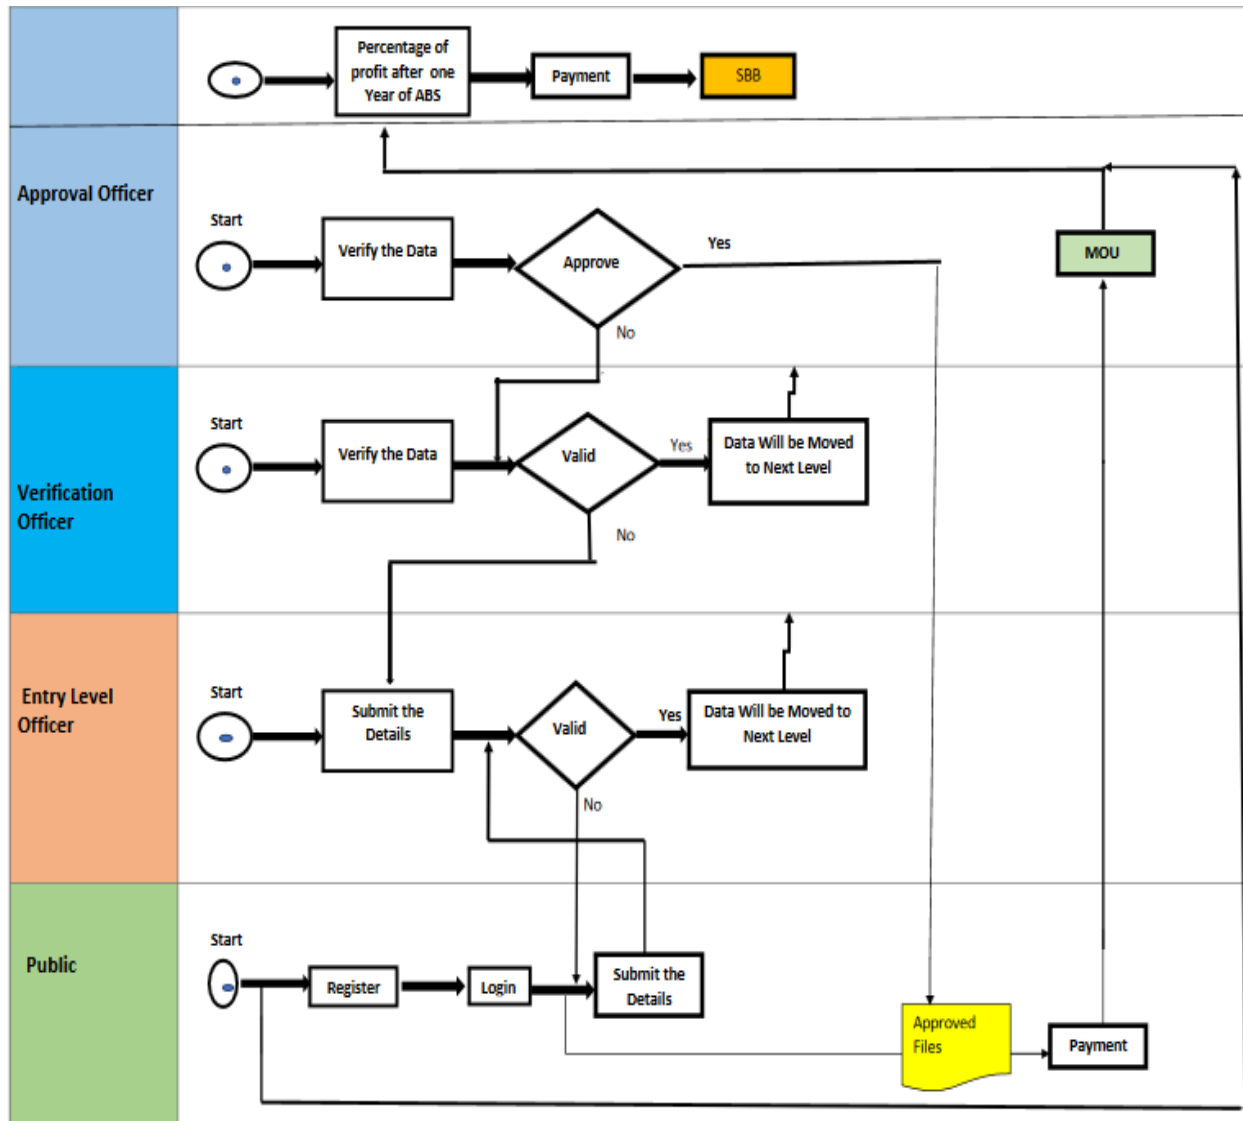 Percentage of
profit after one
Year of ABS
Payment
SBB
Approval Officer
Start
Verify the Data
Approve
Yes
No
MOU
Verification
Officer
Start
Verify the Data
Valid
Yes
No
Data Will be Moved
to Next Level
Entry Level
Officer
Start
Submit the
Details
Valid
Yes
No
Data Will be Moved to
Next Level
Public
Start
Register
Login
Submit the
Details
Approved
Files
Payment